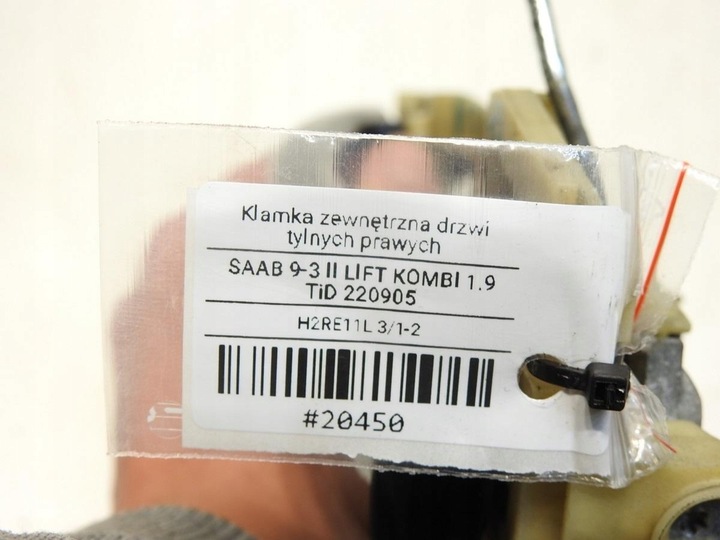 Klamka zewnętrzna drzwi
tylnych prawych
SAAB 9-3 II LIFT KOMBI 1.9
TiD 220905
H2RE11L 3/1-2
#20450